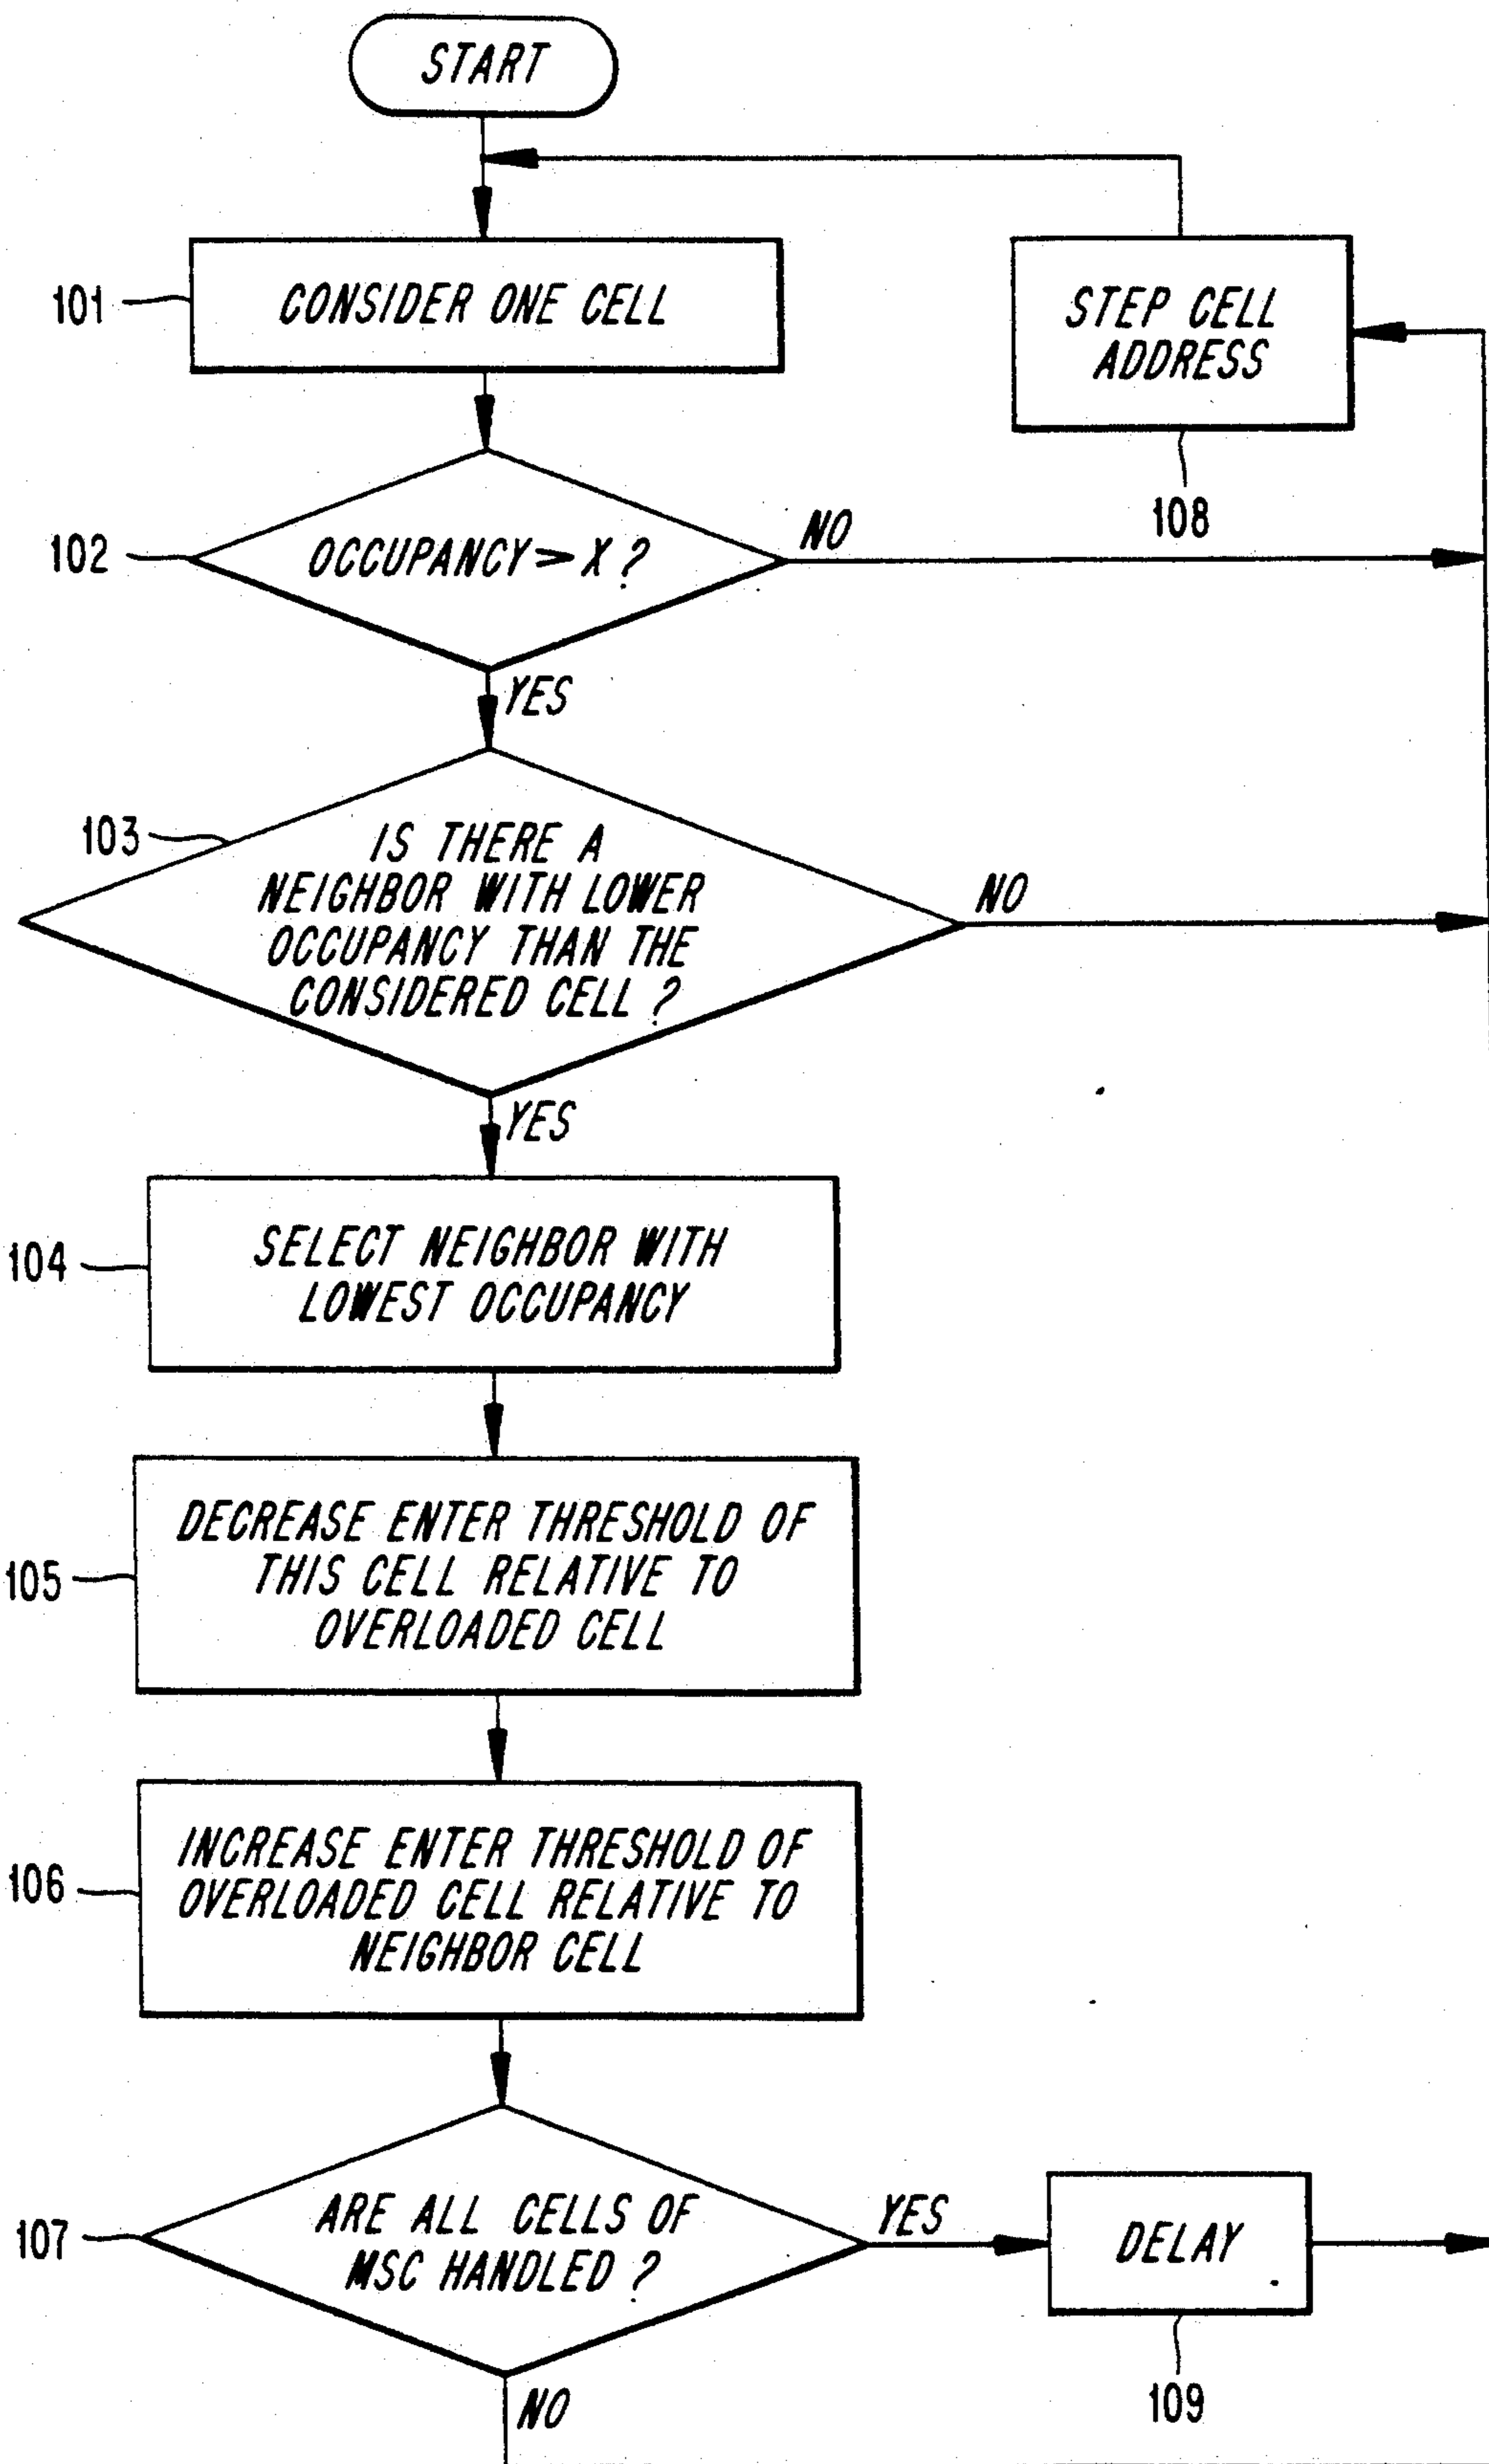 START
101
CONSIDER ONE CELL
STEP CELL
ADDRESS
108
102
OCCUPANCY > X ?
NO
YES
103
IS THERE A
NEIGHBOR WITH LOWER
OCCUPANCY THAN THE
CONSIDERED CELL ?
NO
YES
104
SELECT NEIGHBOR WITH
LOWEST OCCUPANCY
105
DECREASE ENTER THRESHOLD OF
THIS CELL RELATIVE TO
OVERLOADED CELL
106
INCREASE ENTER THRESHOLD OF
OVERLOADED CELL RELATIVE TO
NEIGHBOR CELL
107
ARE ALL CELLS OF
MSC HANDLED ?
YES
DELAY
109
NO